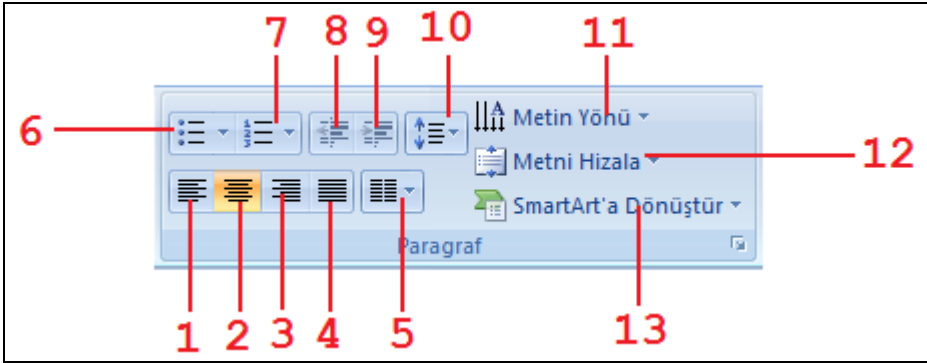 7 8 9 10 11
6 Metin Yönü
Metni Hizala 12
SmartArt'a Dönüştür
Paragraf
1 2 3 4 5 13